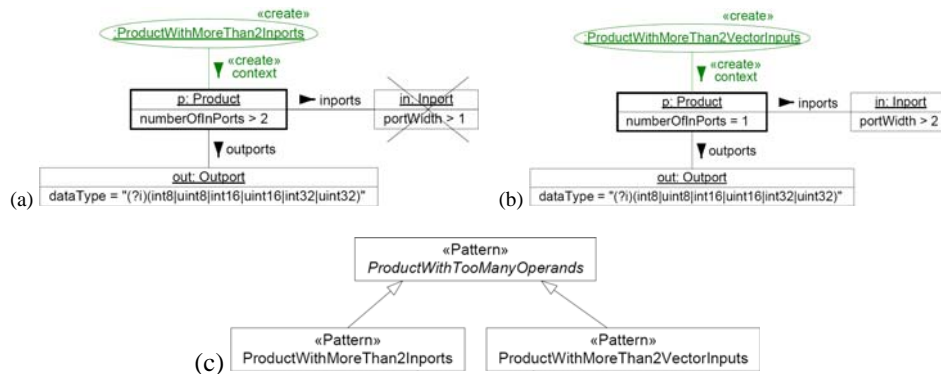 «create»
:ProductWithMoreThan2Inports
«create»
context
p: Product
numberOfInPorts > 2
inports
in: Inport
portWidth > 1
outports
out: Outport
(a) dataType = "(?i)(int8|uint8|int16|uint16|int32|uint32)"
«create»
:ProductWithMoreThan2VectorInputs
«create»
context
p: Product
numberOfInPorts = 1
inports
in: Inport
portWidth > 2
outports
out: Outport
(b) dataType = "(?i)(int8|uint8|int16|uint16|int32|uint32)"
«Pattern»
ProductWithTooManyOperands
(c)
«Pattern»
ProductWithMoreThan2Inports
«Pattern»
ProductWithMoreThan2VectorInputs